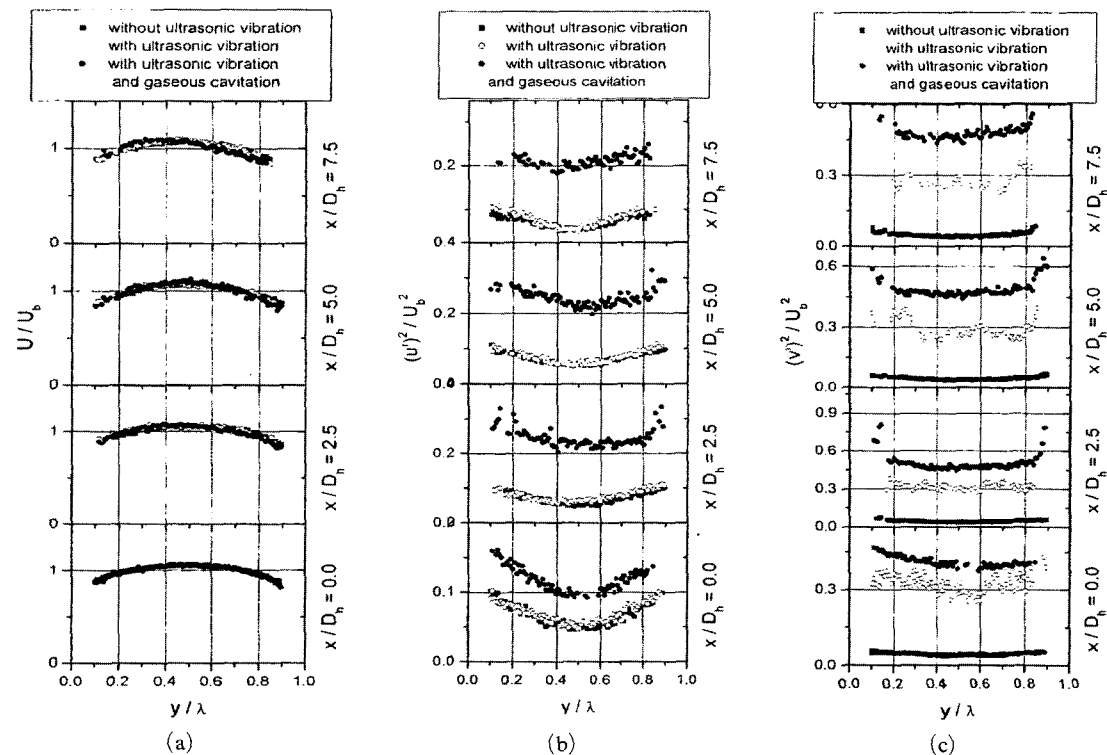 without ultrasonic vibration
with ultrasonic vibration
with ultrasonic vibration
and gaseous cavitation
U / U_b
1
0
1
0
1
0
1
0
x / D_h = 7.5
x / D_h = 5.0
x / D_h = 2.5
x / D_h = 0.0
0.0 0.2 0.4 0.6 0.8 1.0
y / λ
(a)
without ultrasonic vibration
with ultrasonic vibration
with ultrasonic vibration
and gaseous cavitation
(u')² / U_b²
0.2
0.4
0.2
0.2
0.1
0.0
x / D_h = 7.5
x / D_h = 5.0
x / D_h = 2.5
x / D_h = 0.0
0.0 0.2 0.4 0.6 0.8 1.0
y / λ
(b)
without ultrasonic vibration
with ultrasonic vibration
with ultrasonic vibration
and gaseous cavitation
(v')² / U_b²
0.3
0.0
0.6
0.3
0.0
0.9
0.6
0.3
0.0
0.3
0.0
x / D_h = 7.5
x / D_h = 5.0
x / D_h = 2.5
x / D_h = 0.0
0.0 0.2 0.4 0.6 0.8 1.0
y / λ
(c)